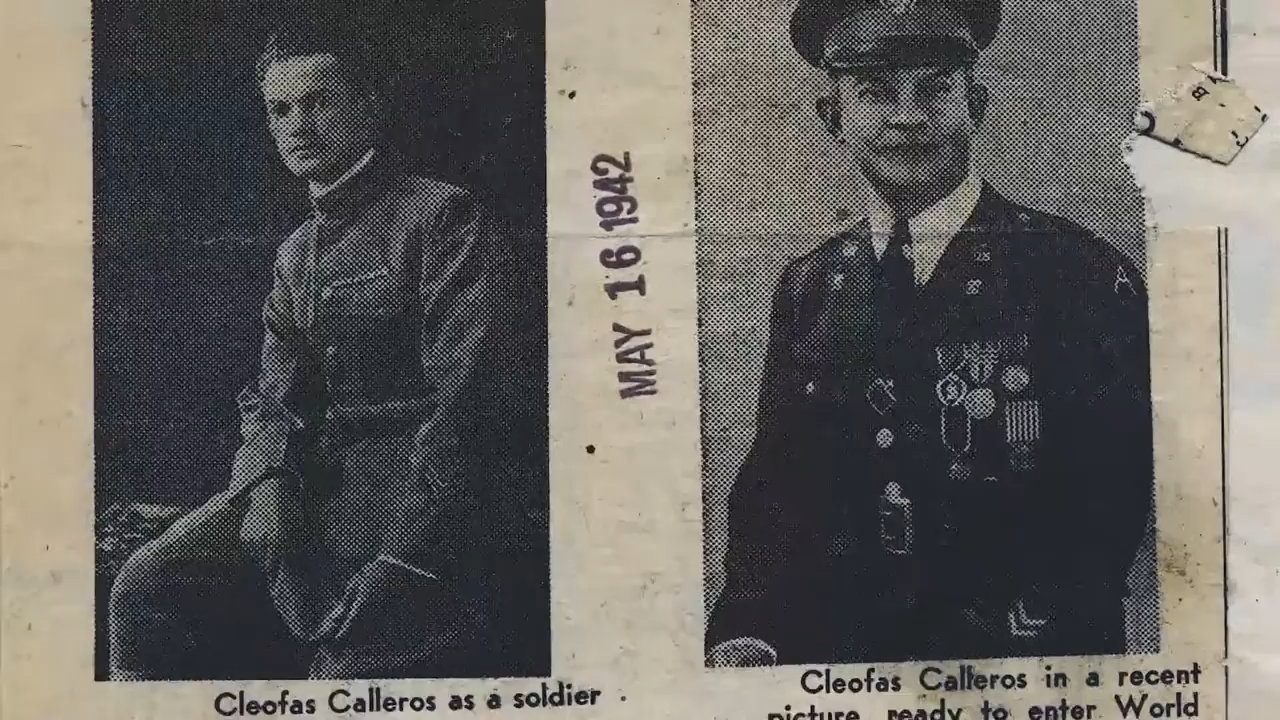 MAY 16 1942
Cleofas Calleros as a soldier
Cleofas Calleros in a recent
picture, ready to enter World